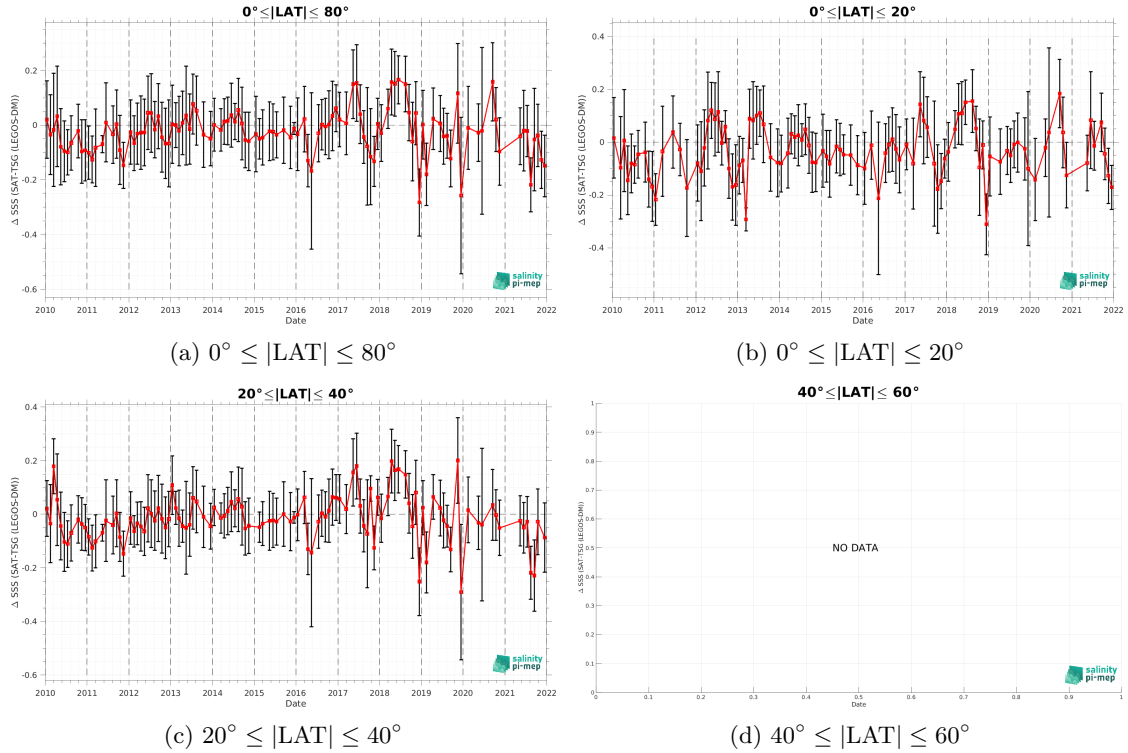 0°≤|LAT|≤ 80°
Δ SSS (SAT-TSG (LEGOS-DM))
0.2
0
-0.2
-0.4
-0.6
2010 2011 2012 2013 2014 2015 2016 2017 2018 2019 2020 2021 2022
Date
salinity
pi-mep
(a) 0° ≤ |LAT| ≤ 80°
0°≤|LAT|≤ 20°
Δ SSS (SAT-TSG (LEGOS-DM))
0.4
0.2
0
-0.2
-0.4
2010 2011 2012 2013 2014 2015 2016 2017 2018 2019 2020 2021 2022
Date
salinity
pi-mep
(b) 0° ≤ |LAT| ≤ 20°
20°≤|LAT|≤ 40°
Δ SSS (SAT-TSG (LEGOS-DM))
0.4
0.2
0
-0.2
-0.4
-0.6
2010 2011 2012 2013 2014 2015 2016 2017 2018 2019 2020 2021 2022
Date
salinity
pi-mep
(c) 20° ≤ |LAT| ≤ 40°
40°≤|LAT|≤ 60°
Δ SSS (SAT-TSG (LEGOS-DM))
1
0.9
0.8
0.7
0.6
0.5
0.4
0.3
0.2
0.1
0
NO DATA
0 0.1 0.2 0.3 0.4 0.5 0.6 0.7 0.8 0.9 1
Date
salinity
pi-mep
(d) 40° ≤ |LAT| ≤ 60°